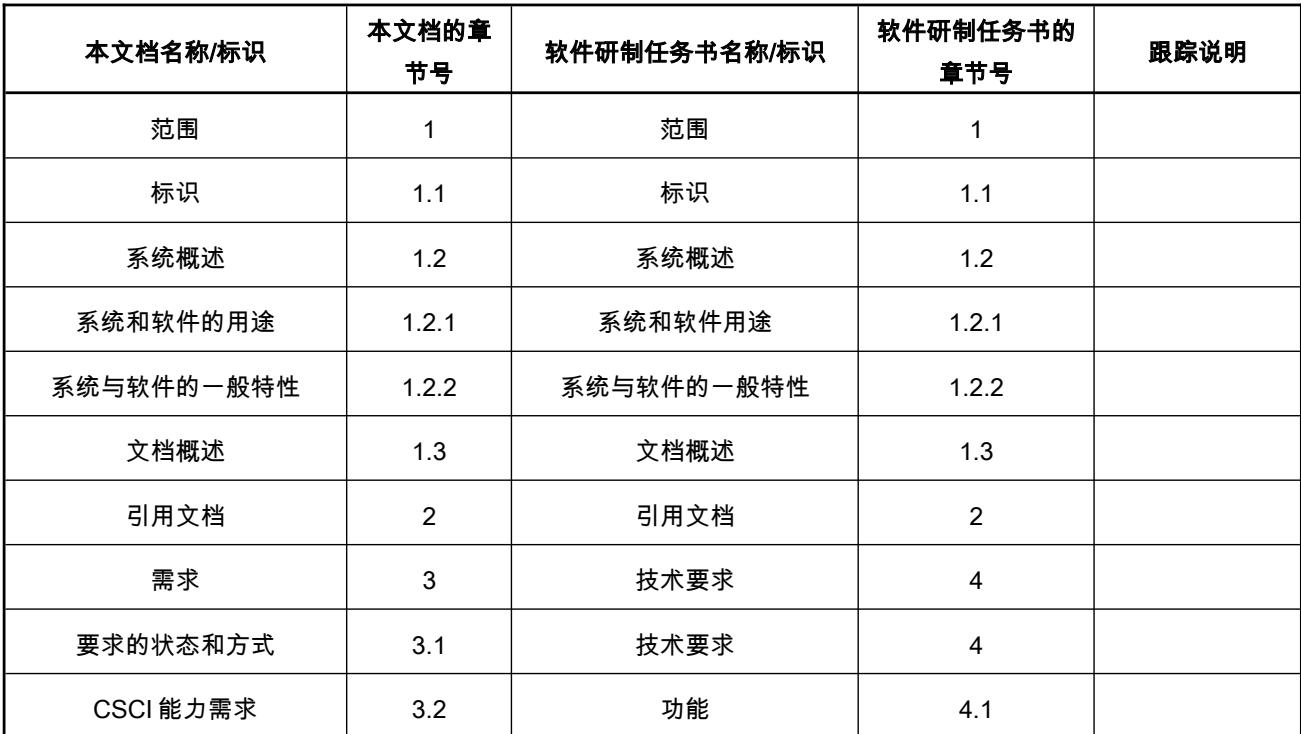 本文档名称/标识 本文档的章节号 软件研制任务书名称/标识 软件研制任务书的章节号 跟踪说明
范围 1 范围 1
标识 1.1 标识 1.1
系统概述 1.2 系统概述 1.2
系统和软件的用途 1.2.1 系统和软件用途 1.2.1
系统与软件的一般特性 1.2.2 系统与软件的一般特性 1.2.2
文档概述 1.3 文档概述 1.3
引用文档 2 引用文档 2
需求 3 技术要求 4
要求的状态和方式 3.1 技术要求 4
CSCI 能力需求 3.2 功能 4.1